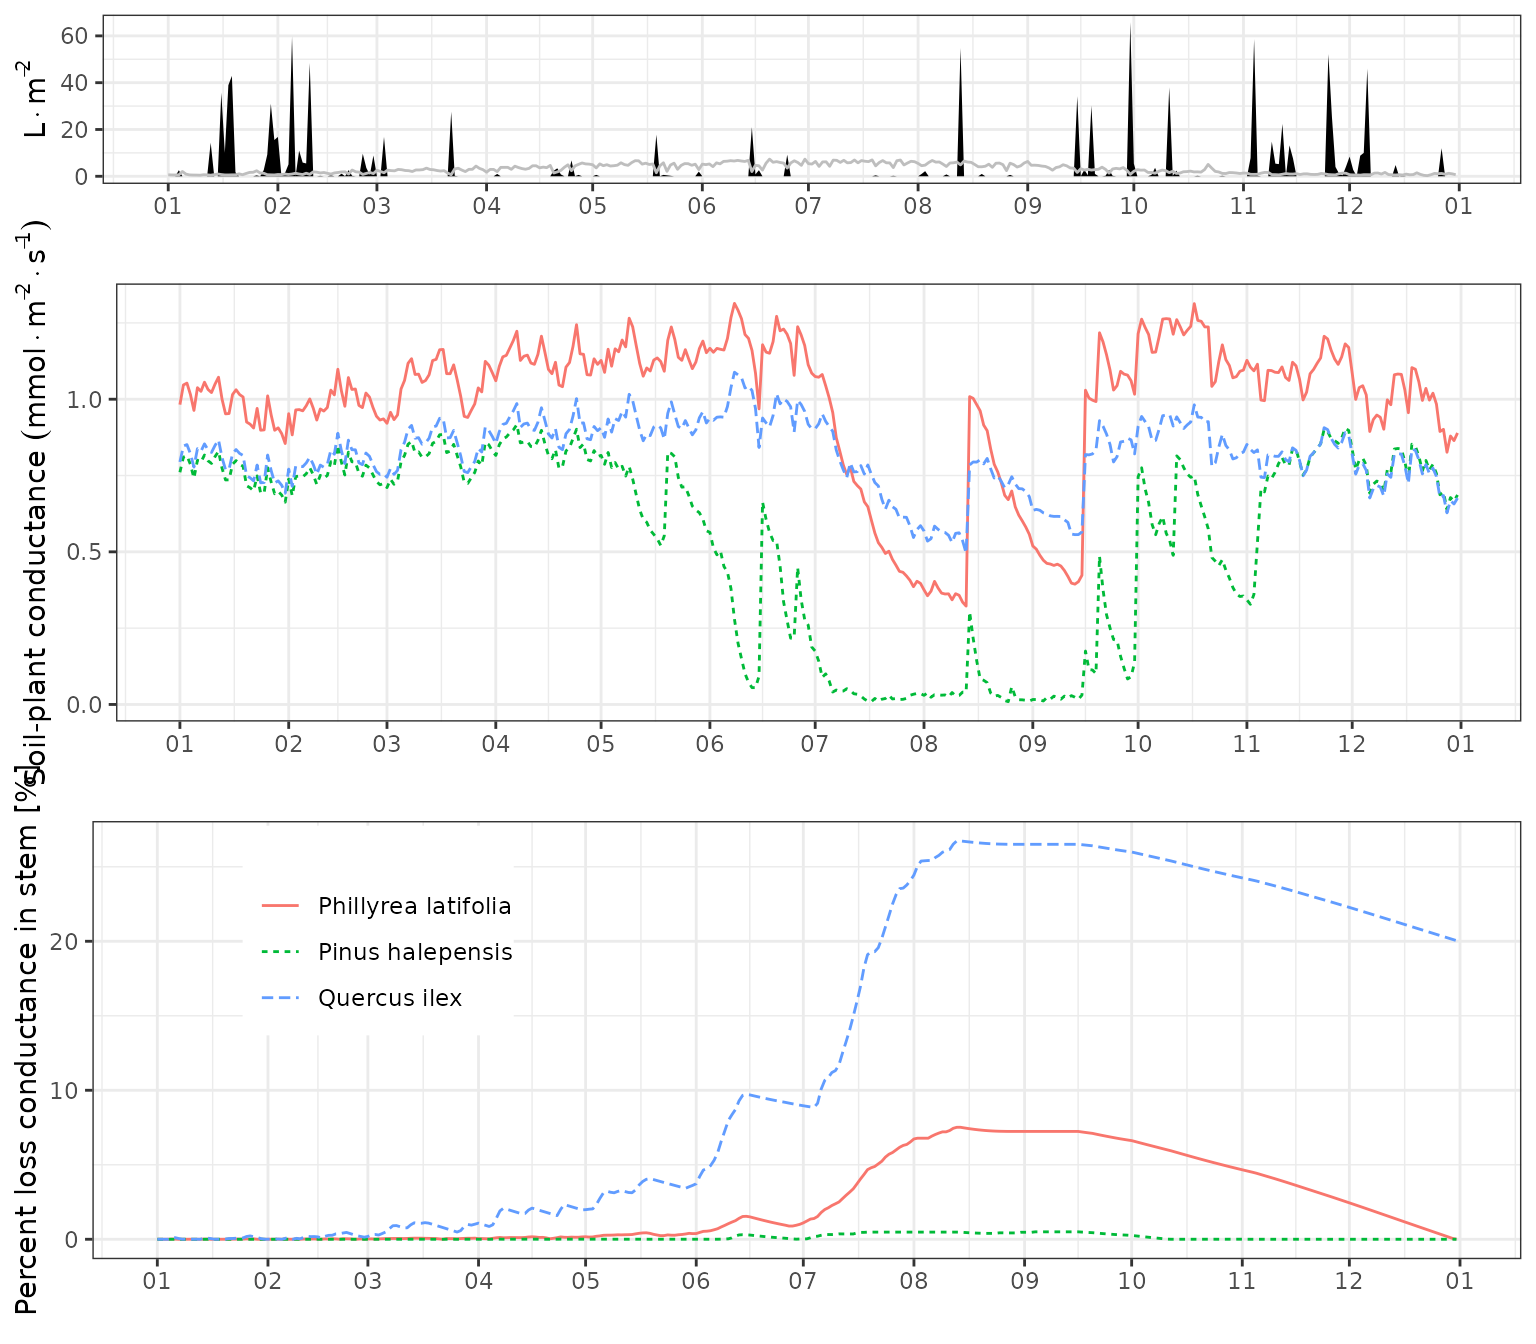 L·m⁻²
60
40
20
0
01 02 03 04 05 06 07 08 09 10 11 12 01
Soil-plant conductance (mmol·m⁻²·s⁻¹)
1.0
0.5
0.0
01 02 03 04 05 06 07 08 09 10 11 12 01
Percent loss conductance in stem [%]
20
10
0
Phillyrea latifolia
Pinus halepensis
Quercus ilex
01 02 03 04 05 06 07 08 09 10 11 12 01